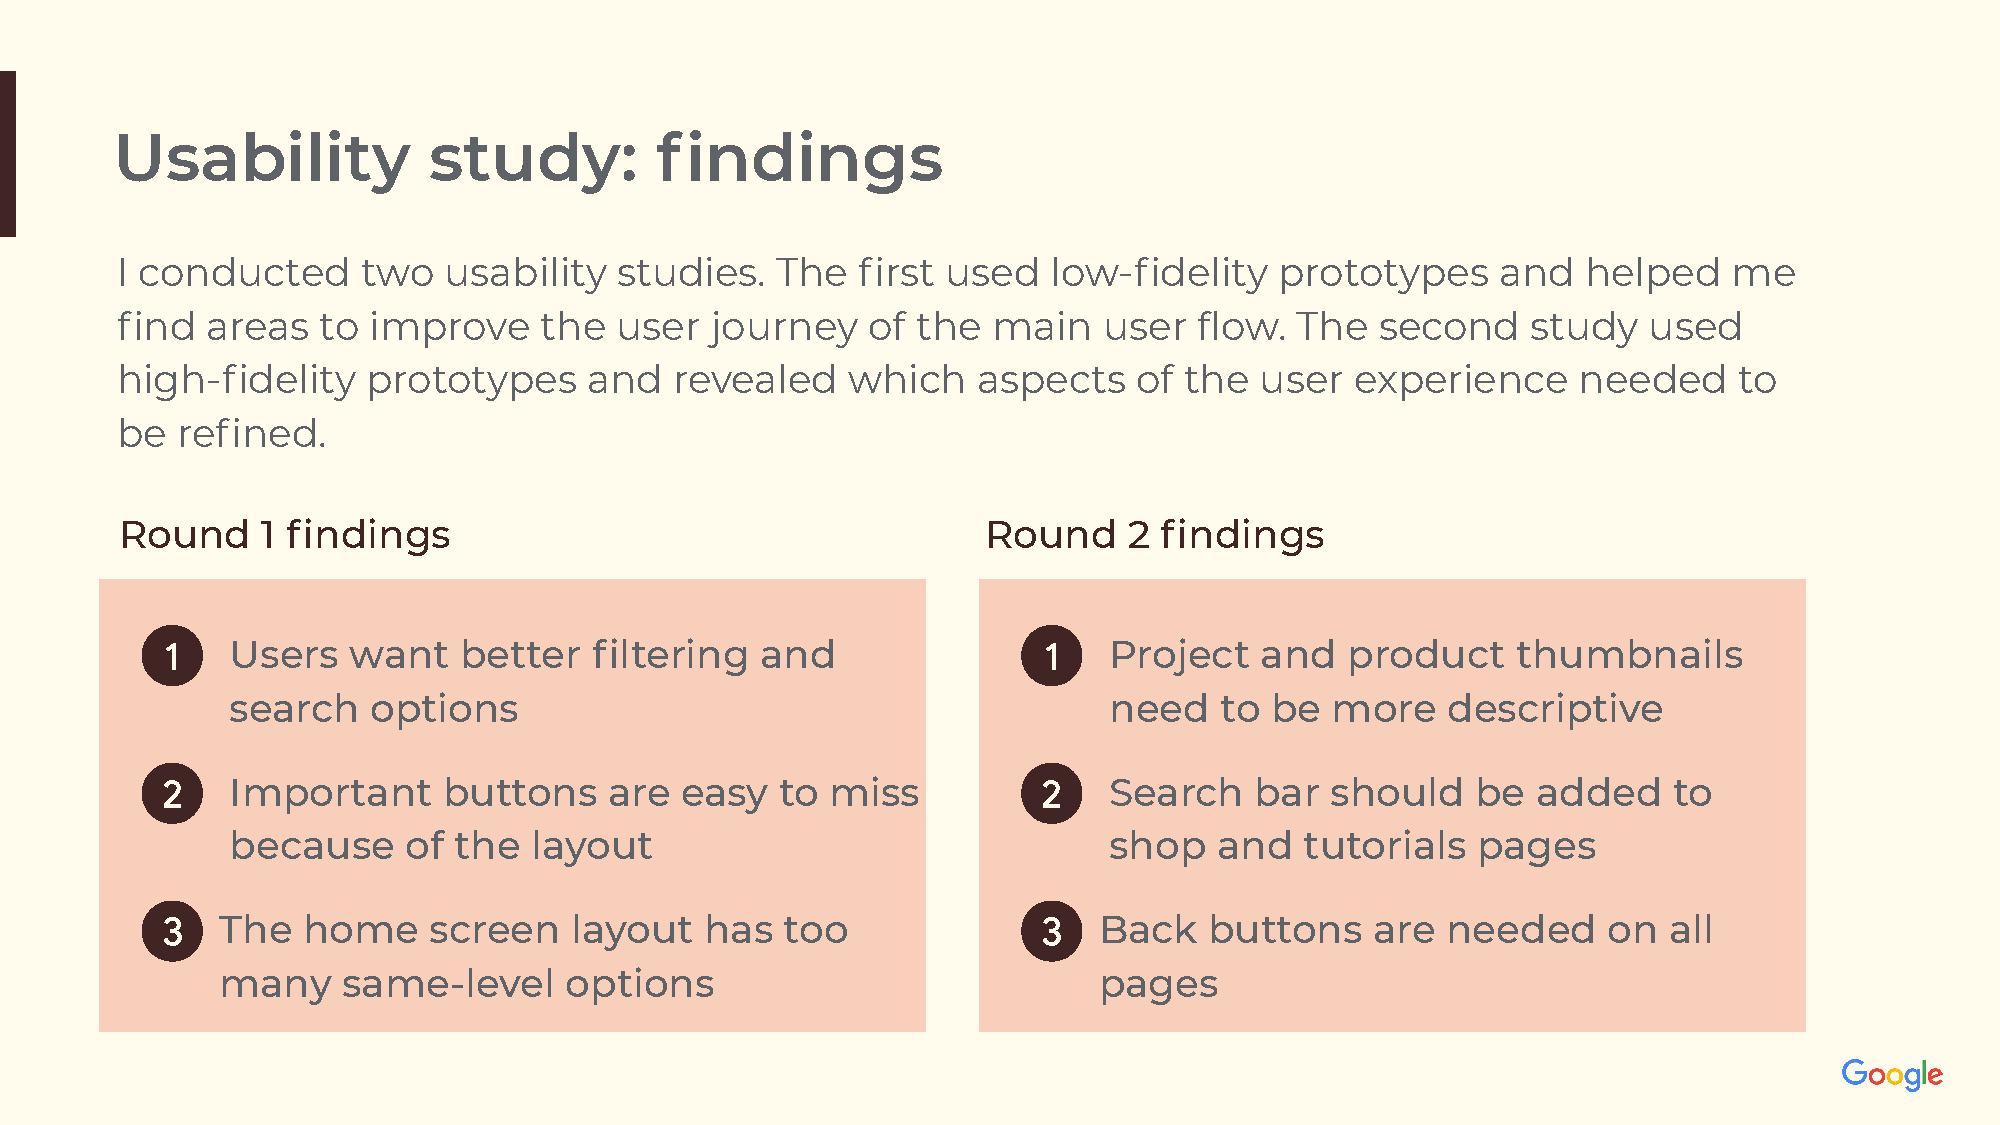 Usability study: findings
I conducted two usability studies. The first used low-fidelity prototypes and helped me
find areas to improve the user journey of the main user flow. The second study used
high-fidelity prototypes and revealed which aspects of the user experience needed to
be refined.
Round 1 findings
1 Users want better filtering and
search options
2 Important buttons are easy to miss
because of the layout
3 The home screen layout has too
many same-level options
Round 2 findings
1 Project and product thumbnails
need to be more descriptive
2 Search bar should be added to
shop and tutorials pages
3 Back buttons are needed on all
pages
Google